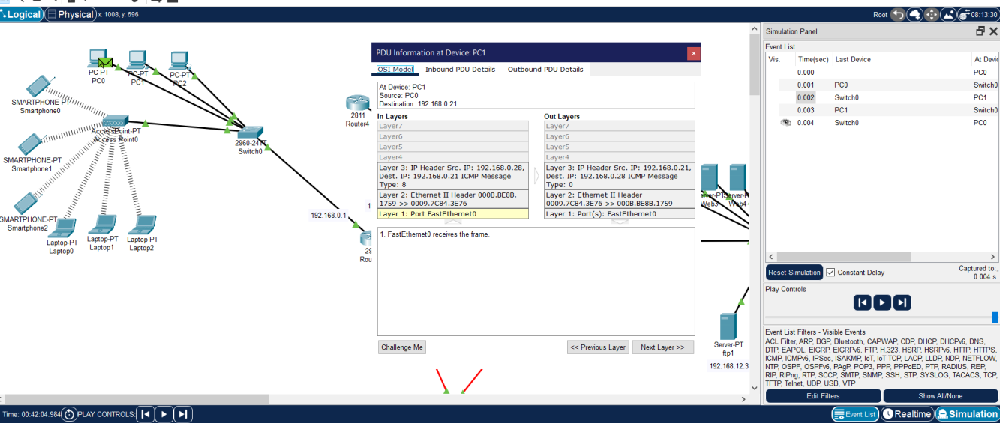 Logical
Physical
x: 1008, y: 696
Root
08:13:30
PC-PT
PC0
PC-PT
PC1
PC-PT
PC2
SMARTPHONE-PT
Smartphone0
AccessPoint-PT
Access Point0
SMARTPHONE-PT
Smartphone1
SMARTPHONE-PT
Smartphone2
Laptop-PT
Laptop0
Laptop-PT
Laptop1
Laptop-PT
Laptop2
2960-24TT
Switch0
192.168.0.1
2811
Router4
1
29
Rou
PDU Information at Device: PC1
OSI Model
Inbound PDU Details
Outbound PDU Details
At Device: PC1
Source: PC0
Destination: 192.168.0.21
In Layers
Layer7
Layer6
Layer5
Layer4
Layer 3: IP Header Src. IP: 192.168.0.28,
Dest. IP: 192.168.0.21 ICMP Message
Type: 8
Layer 2: Ethernet II Header 000B.BE8B.
1759 >> 0009.7C84.3E76
Layer 1: Port FastEthernet0
Out Layers
Layer7
Layer6
Layer5
Layer4
Layer 3: IP Header Src. IP: 192.168.0.21,
Dest. IP: 192.168.0.28 ICMP Message
Type: 0
Layer 2: Ethernet II Header
0009.7C84.3E76 >> 000B.BE8B.1759
Layer 1: Port(s): FastEthernet0
1. FastEthernet0 receives the frame.
Challenge Me
<< Previous Layer
Next Layer >>
Web3
Web4
Server-PT
ftp1
192.168.12.3
Simulation Panel
Event List
Vis. Time(sec) Last Device At Devic
0.000 -- PC0
0.001 PC0 Switch0
0.002 Switch0 PC1
0.003 PC1 Switch0
0.004 Switch0 PC0
Reset Simulation
Constant Delay
Captured to:
0.004 s
Play Controls
Event List Filters - Visible Events
ACL Filter, ARP, BGP, Bluetooth, CAPWAP, CDP, DHCP, DHCPv6, DNS,
DTP, EAPOL, EIGRP, EIGRPv6, FTP, H.323, HSRP, HSRPv6, HTTP, HTTPS,
ICMP, ICMPv6, IPSec, ISAKMP, IoT, IoT TCP, LACP, LLDP, NDP, NETFLOW,
NTP, OSPF, OSPFv6, PAgP, POP3, PPP, PPPoED, PTP, RADIUS, REP,
RIP, RIPng, RTP, SCCP, SMTP, SNMP, SSH, STP, SYSLOG, TACACS, TCP,
TFTP, Telnet, UDP, USB, VTP
Edit Filters
Show All/None
Time: 00:42:04.984
PLAY CONTROLS:
Event List
Realtime
Simulation